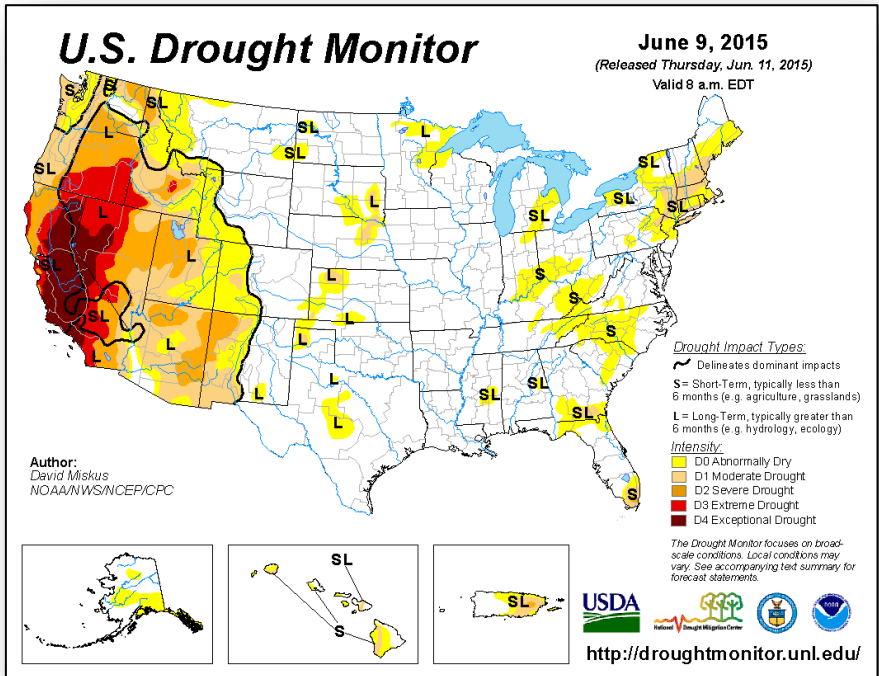 U.S. Drought Monitor
June 9, 2015
(Released Thursday, Jun. 11, 2015)
Valid 8 a.m. EDT
S
S
SL
L
SL
L
SL
SL
L
L
SL
L
L
L
SL
SL
L
L
L
L
L
L
L
SL
SL
SL
SL
S
S
S
SL
SL
SL
S
Drought Impact Types:
Delineates dominant impacts
S = Short-Term, typically less than
6 months (e.g. agriculture, grasslands)
L = Long-Term, typically greater than
6 months (e.g. hydrology, ecology)
Intensity:
D0 Abnormally Dry
D1 Moderate Drought
D2 Severe Drought
D3 Extreme Drought
D4 Exceptional Drought
Author:
David Miskus
NOAA/NWS/NCEP/CPC
The Drought Monitor focuses on broad-
scale conditions. Local conditions may
vary. See accompanying text summary for
forecast statements.
SL
S
SL
USDA
National Drought Mitigation Center
NOAA
http://droughtmonitor.unl.edu/